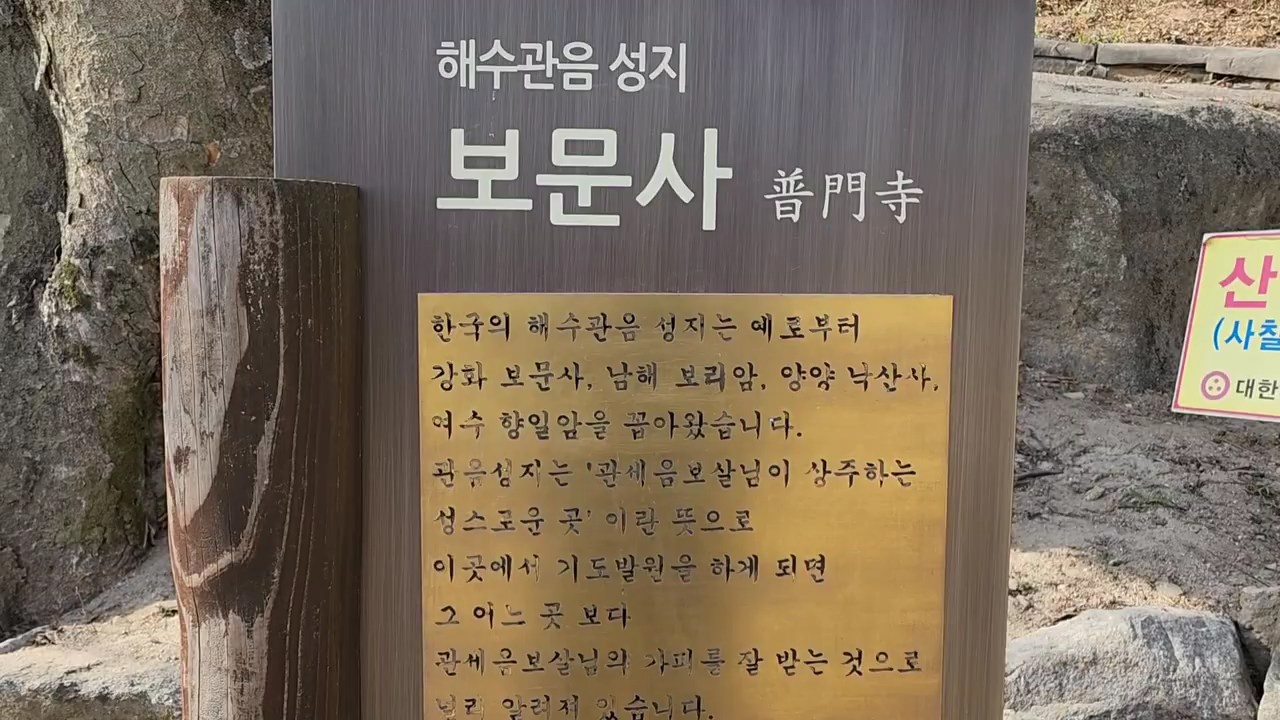 해수관음 성지
보문사 普門寺
한국의 해수관음 성지는 예로부터
강화 보문사, 남해 보리암, 양양 낙산사,
여수 향일암을 꼽아왔습니다.
관음성지는 '관세음보살님이 상주하는
성스로운 곳' 이란 뜻으로
이곳에서 기도발원을 하게 되면
그 어느 곳 보다
관세음보살님의 가피를 잘 받는 것으로
널리 알려져 있습니다.
산
(사철
대한